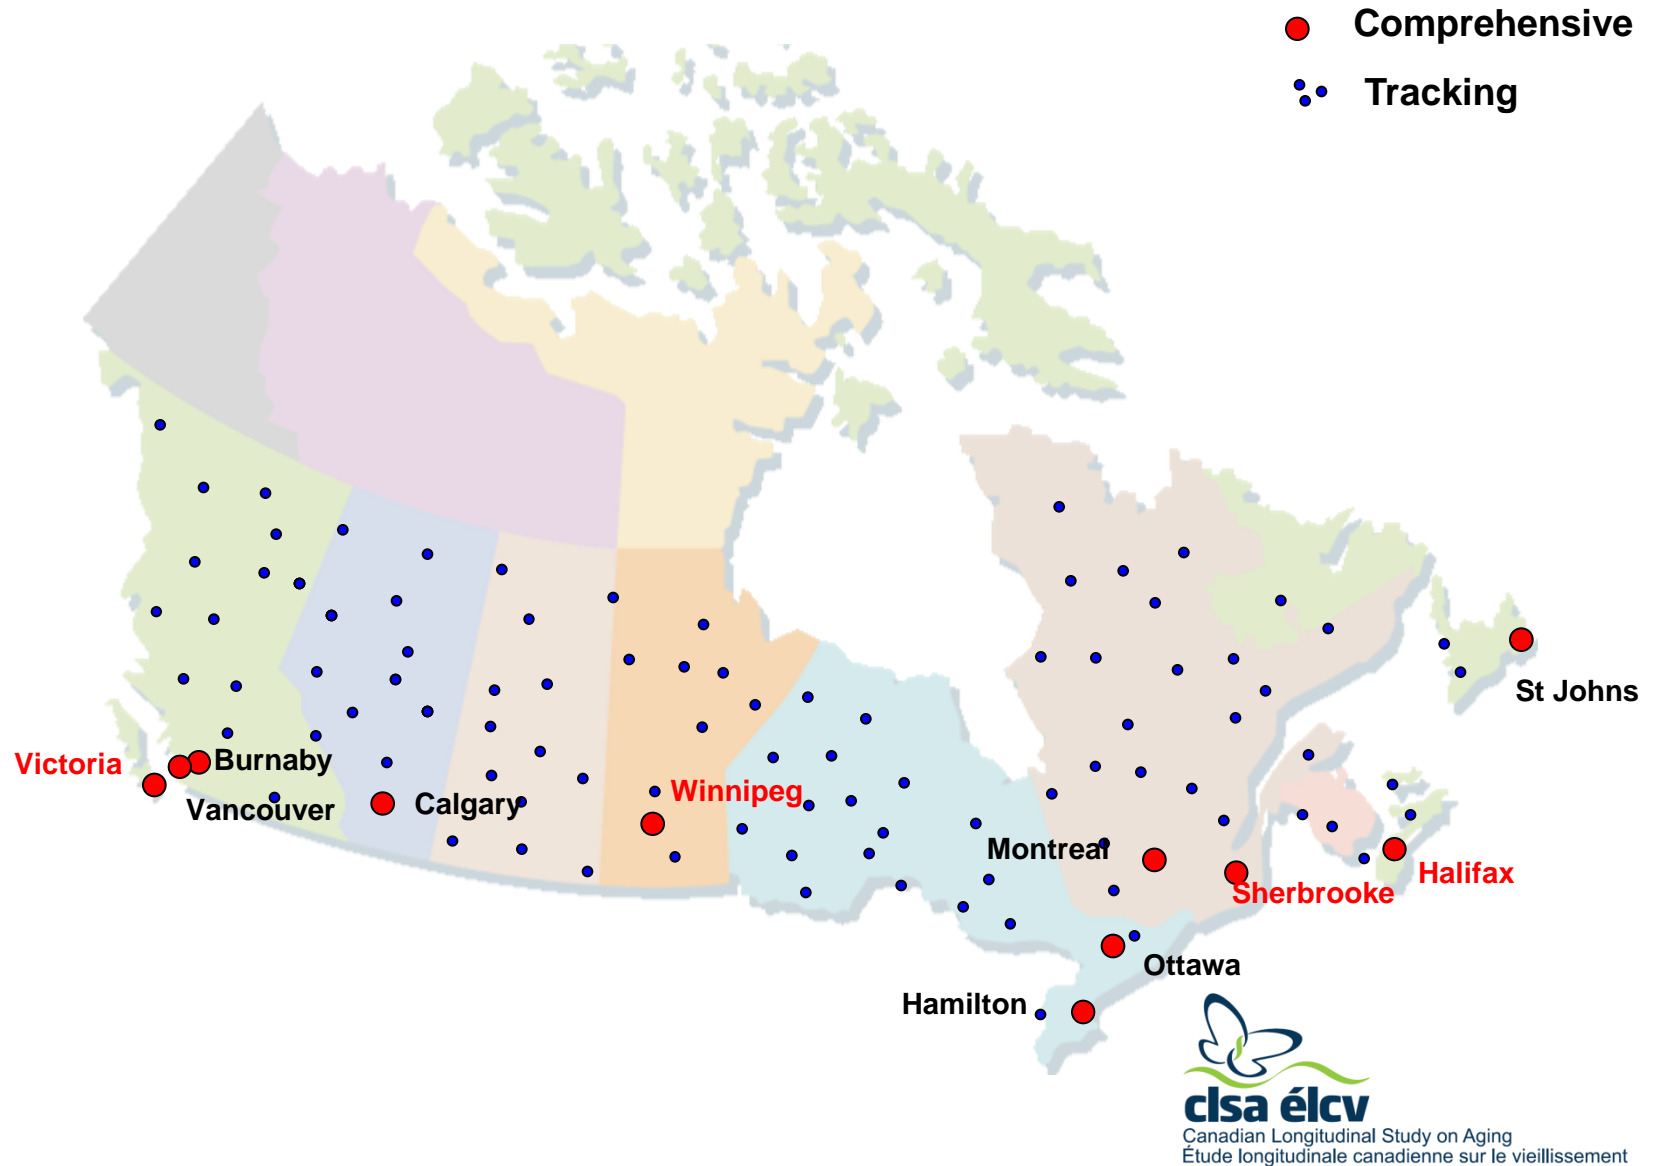 Comprehensive
Tracking
St Johns
Victoria
Burnaby
Vancouver
Calgary
Winnipeg
Montreal
Sherbrooke
Halifax
Ottawa
Hamilton
clsa élcv
Canadian Longitudinal Study on Aging
Étude longitudinale canadienne sur le vieillissement